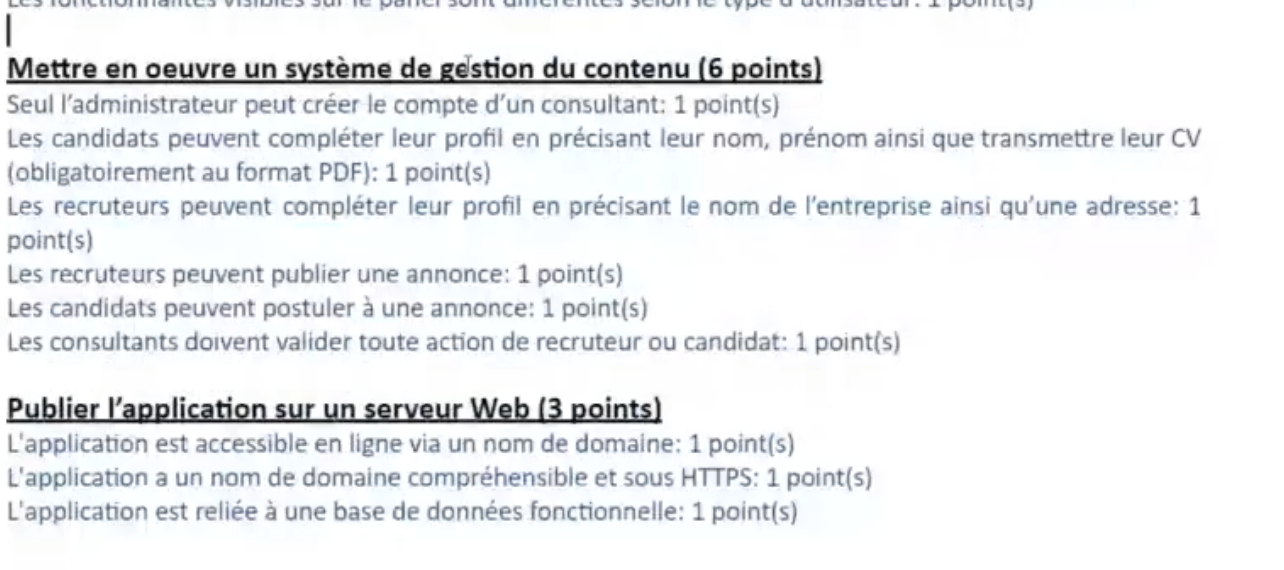 Les fonctionnalités visibles sur le panel sont différentes selon le type d'utilisateur: 1 point(s)
Mettre en oeuvre un système de gestion du contenu (6 points)
Seul l'administrateur peut créer le compte d'un consultant: 1 point(s)
Les candidats peuvent compléter leur profil en précisant leur nom, prénom ainsi que transmettre leur CV
(obligatoirement au format PDF): 1 point(s)
Les recruteurs peuvent compléter leur profil en précisant le nom de l'entreprise ainsi qu'une adresse: 1
point(s)
Les recruteurs peuvent publier une annonce: 1 point(s)
Les candidats peuvent postuler à une annonce: 1 point(s)
Les consultants doivent valider toute action de recruteur ou candidat: 1 point(s)
Publier l'application sur un serveur Web (3 points)
L'application est accessible en ligne via un nom de domaine: 1 point(s)
L'application a un nom de domaine compréhensible et sous HTTPS: 1 point(s)
L'application est reliée à une base de données fonctionnelle: 1 point(s)